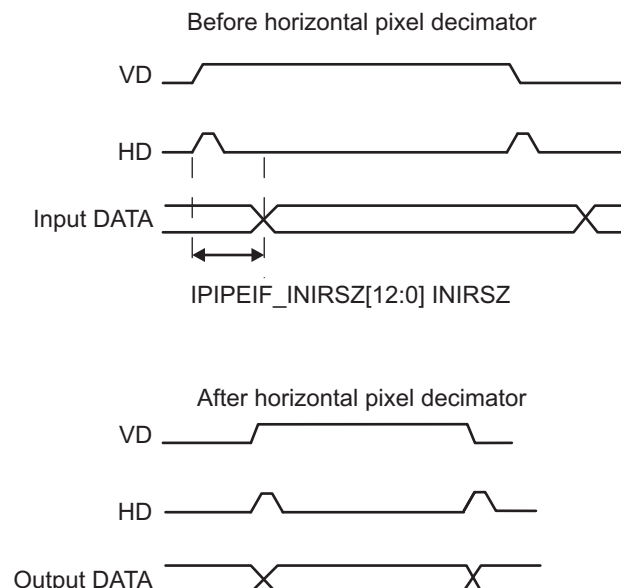 Before horizontal pixel decimator
VD
HD
Input DATA
IPIPEIF_INIRSZ[12:0] INIRSZ
After horizontal pixel decimator
VD
HD
Output DATA